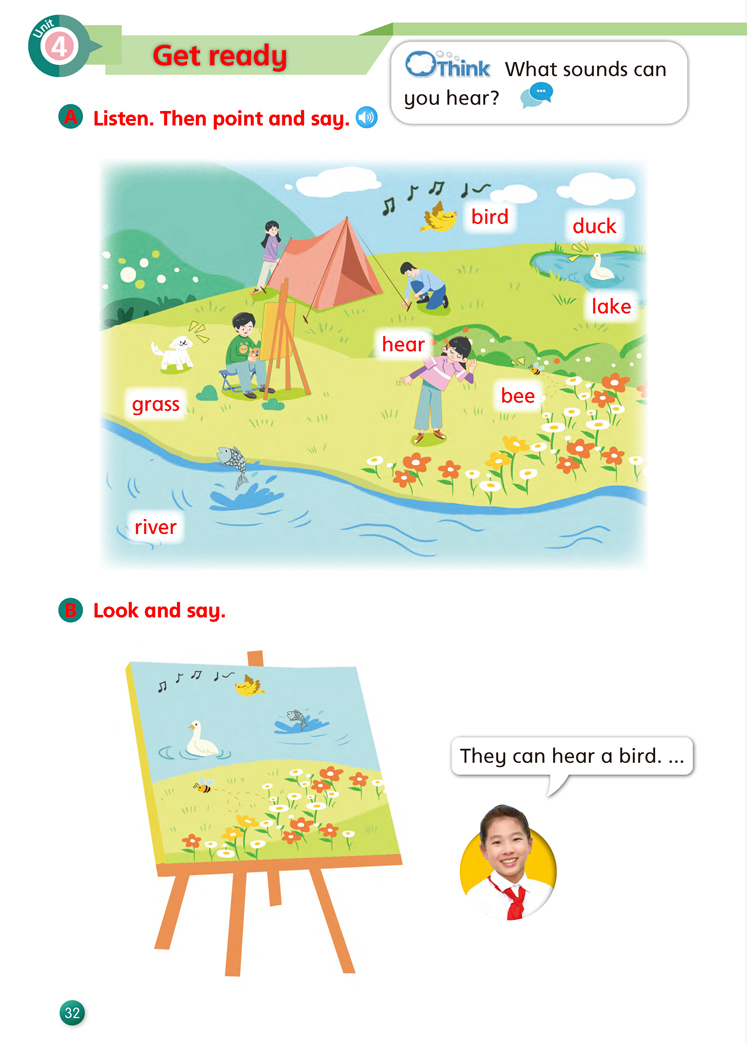 Unit
4
Get ready
Think What sounds can
you hear?
A Listen. Then point and say.
bird
duck
lake
hear
bee
grass
river
B Look and say.
They can hear a bird. ...
32